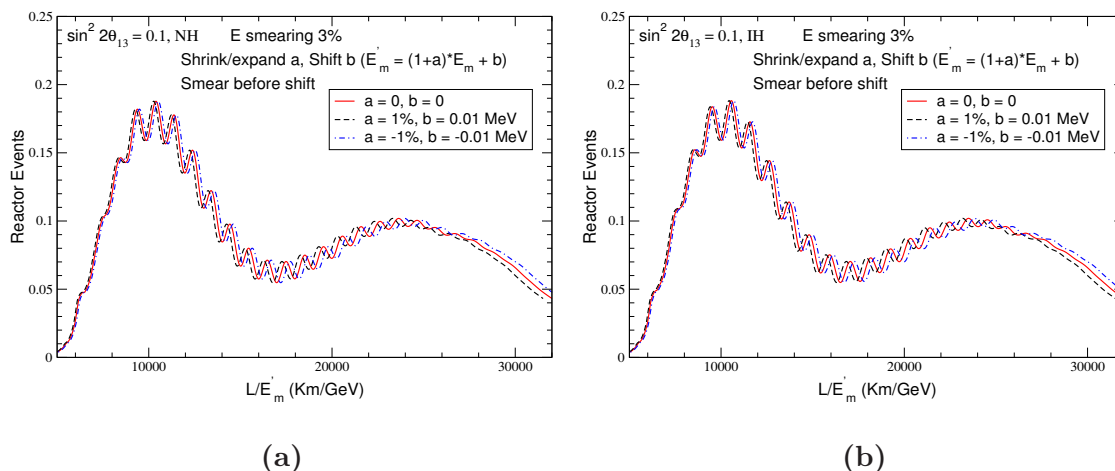 sin² 2θ₁₃ = 0.1, NH E smearing 3%
Shrink/expand a, Shift b (E'ₘ = (1+a)*Eₘ + b)
Smear before shift
a = 0, b = 0
a = 1%, b = 0.01 MeV
a = -1%, b = -0.01 MeV
Reactor Events
0.25
0.2
0.15
0.1
0.05
0
10000 20000 30000
L/E'ₘ (Km/GeV)
(a)
sin² 2θ₁₃ = 0.1, IH E smearing 3%
Shrink/expand a, Shift b (E'ₘ = (1+a)*Eₘ + b)
Smear before shift
a = 0, b = 0
a = 1%, b = 0.01 MeV
a = -1%, b = -0.01 MeV
Reactor Events
0.25
0.2
0.15
0.1
0.05
0
10000 20000 30000
L/E'ₘ (Km/GeV)
(b)